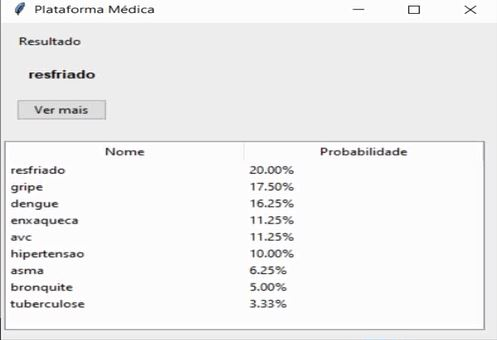 Plataforma Médica
Resultado
resfriado
Ver mais
Nome Probabilidade
resfriado 20.00%
gripe 17.50%
dengue 16.25%
enxaqueca 11.25%
avc 11.25%
hipertensao 10.00%
asma 6.25%
bronquite 5.00%
tuberculose 3.33%